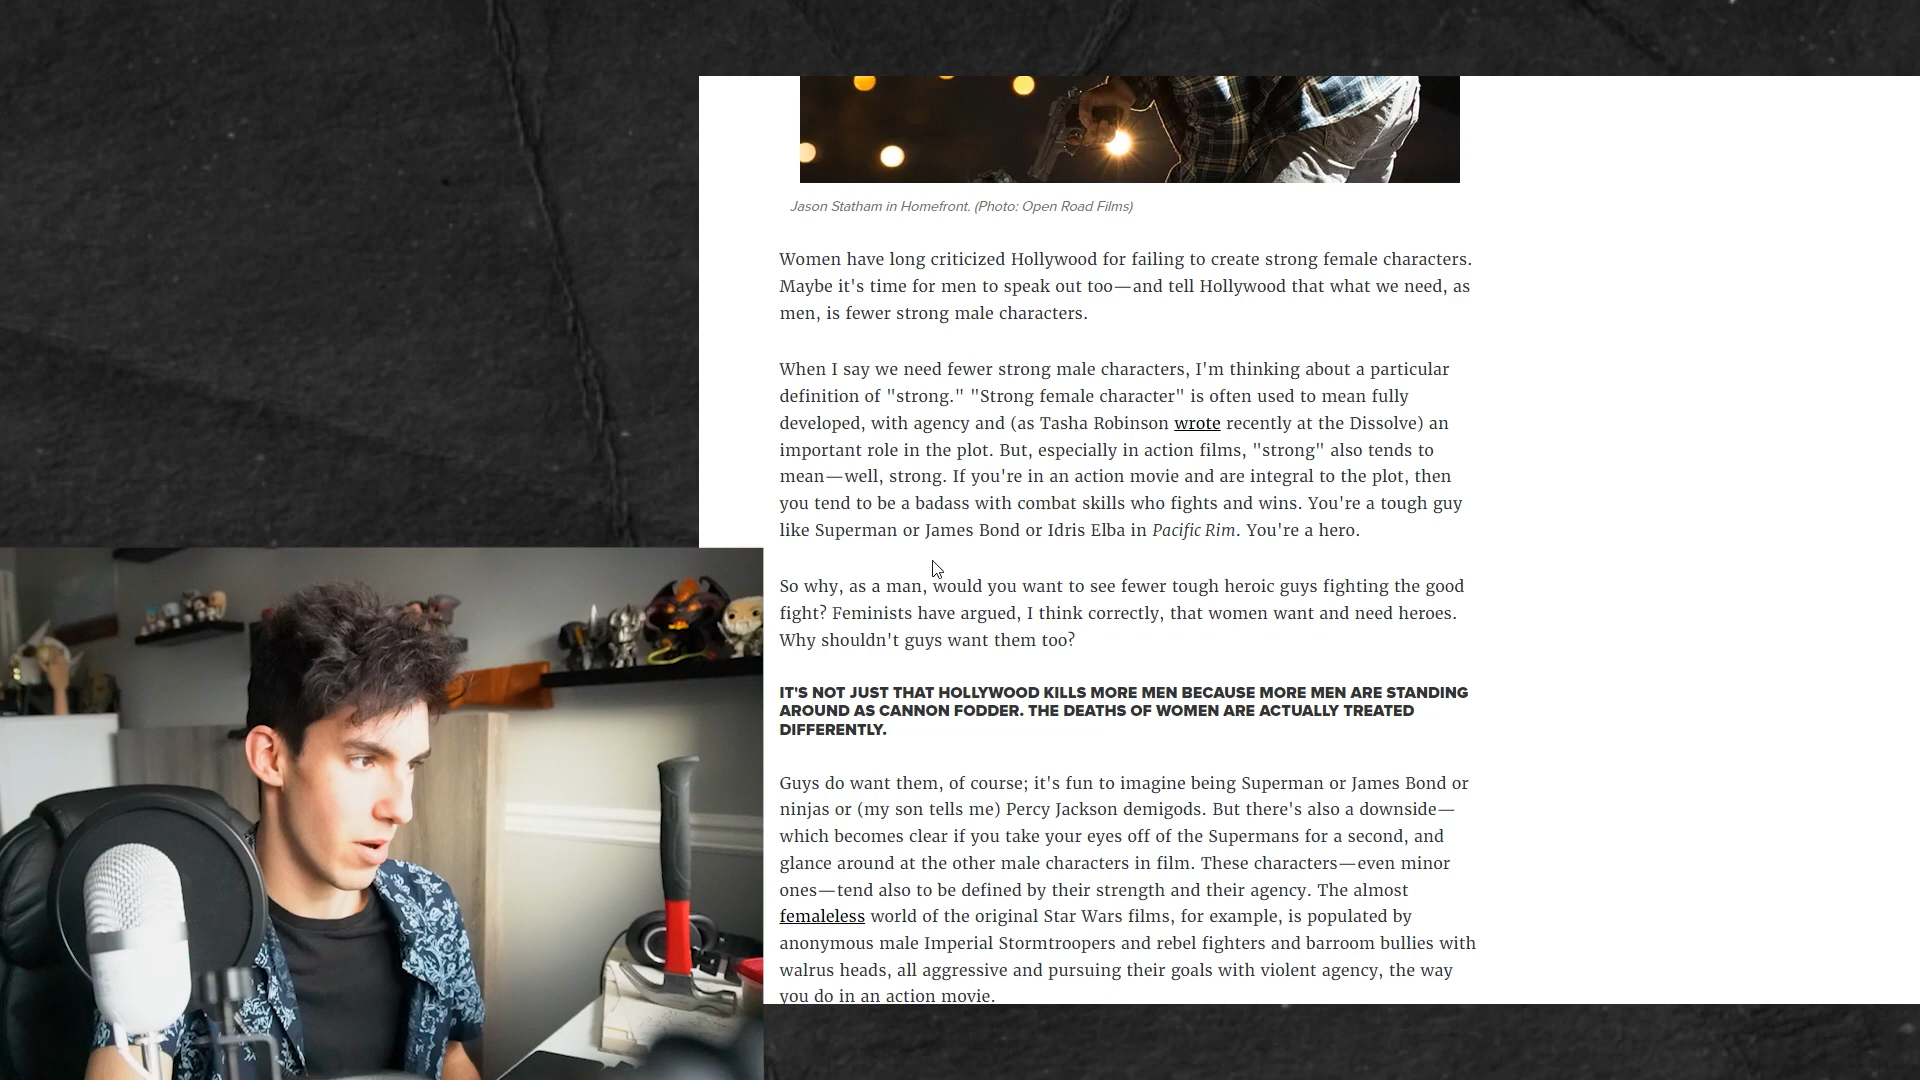 Jason Statham in Homefront. (Photo: Open Road Films)
Women have long criticized Hollywood for failing to create strong female characters.
Maybe it's time for men to speak out too—and tell Hollywood that what we need, as
men, is fewer strong male characters.
When I say we need fewer strong male characters, I'm thinking about a particular
definition of "strong." "Strong female character" is often used to mean fully
developed, with agency and (as Tasha Robinson wrote recently at the Dissolve) an
important role in the plot. But, especially in action films, "strong" also tends to
mean—well, strong. If you're in an action movie and are integral to the plot, then
you tend to be a badass with combat skills who fights and wins. You're a tough guy
like Superman or James Bond or Idris Elba in Pacific Rim. You're a hero.
So why, as a man, would you want to see fewer tough heroic guys fighting the good
fight? Feminists have argued, I think correctly, that women want and need heroes.
Why shouldn't guys want them too?
IT'S NOT JUST THAT HOLLYWOOD KILLS MORE MEN BECAUSE MORE MEN ARE STANDING
AROUND AS CANNON FODDER. THE DEATHS OF WOMEN ARE ACTUALLY TREATED
DIFFERENTLY.
Guys do want them, of course; it's fun to imagine being Superman or James Bond or
ninjas or (my son tells me) Percy Jackson demigods. But there's also a downside—
which becomes clear if you take your eyes off of the Supermans for a second, and
glance around at the other male characters in film. These characters—even minor
ones—tend also to be defined by their strength and their agency. The almost
femaleless world of the original Star Wars films, for example, is populated by
anonymous male Imperial Stormtroopers and rebel fighters and barroom bullies with
walrus heads, all aggressive and pursuing their goals with violent agency, the way
you do in an action movie.